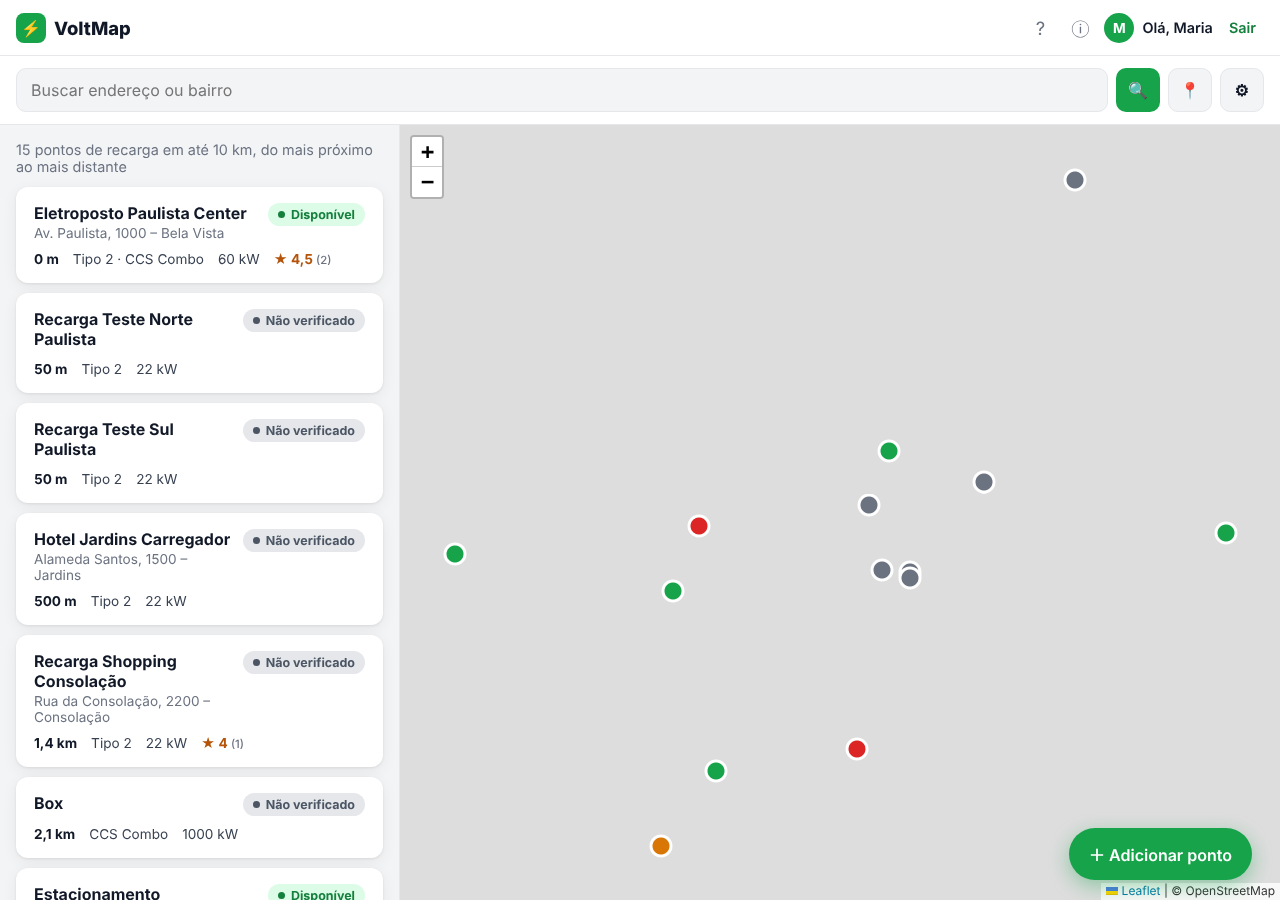 VoltMap
?
ⓘ
M
Olá, Maria
Sair
Buscar endereço ou bairro
15 pontos de recarga em até 10 km, do mais próximo
ao mais distante
Eletroposto Paulista Center
Disponível
Av. Paulista, 1000 – Bela Vista
0 m Tipo 2 · CCS Combo 60 kW ★ 4,5 (2)
Recarga Teste Norte
Paulista
Não verificado
50 m Tipo 2 22 kW
Recarga Teste Sul
Paulista
Não verificado
50 m Tipo 2 22 kW
Hotel Jardins Carregador
Não verificado
Alameda Santos, 1500 –
Jardins
500 m Tipo 2 22 kW
Recarga Shopping
Consolação
Não verificado
Rua da Consolação, 2200 –
Consolação
1,4 km Tipo 2 22 kW ★ 4 (1)
Box
Não verificado
2,1 km CCS Combo 1000 kW
Estacionamento
Disponível
+
−
+ Adicionar ponto
Leaflet | © OpenStreetMap